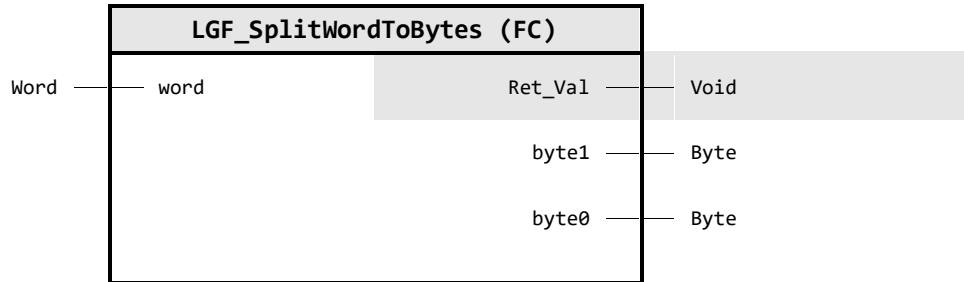 LGF_SplitWordToBytes (FC)
Word word Ret_Val Void
byte1 Byte
byte0 Byte